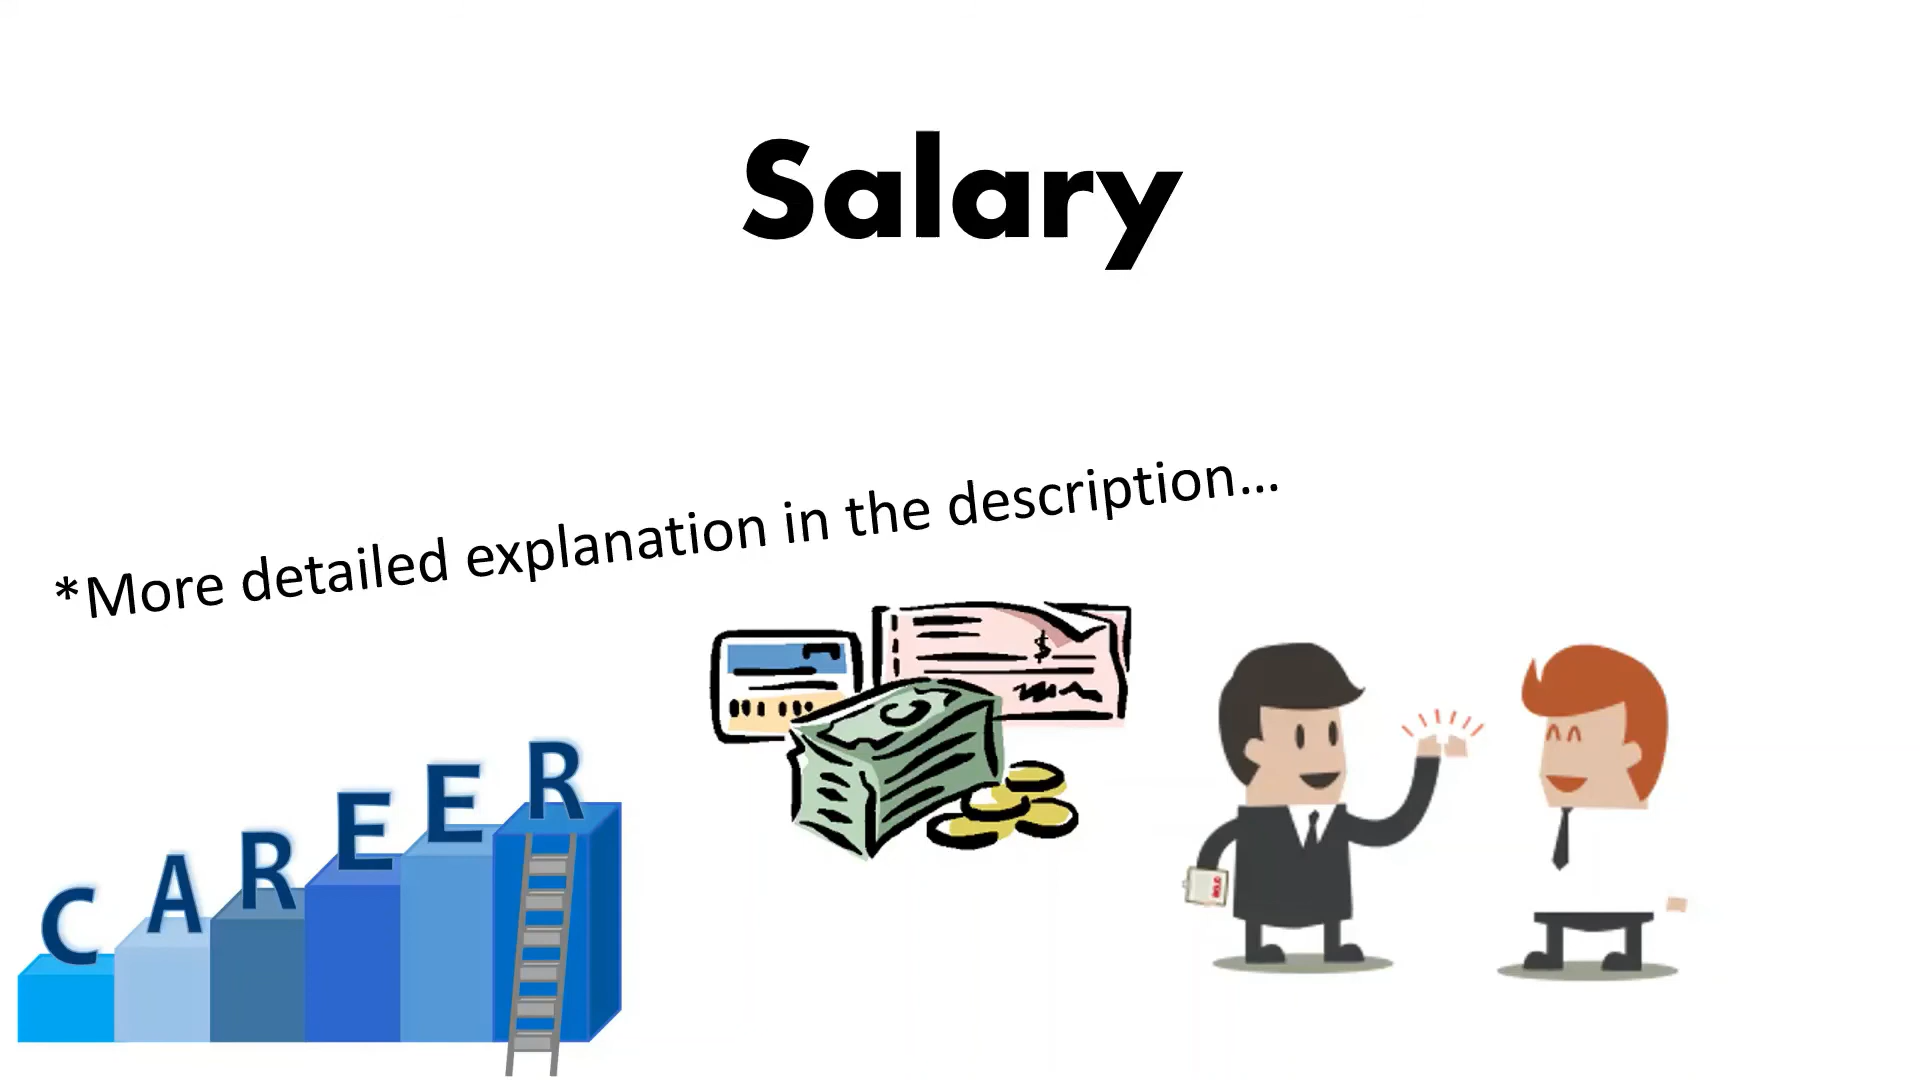 Salary
*More detailed explanation in the description...
$
CAREER